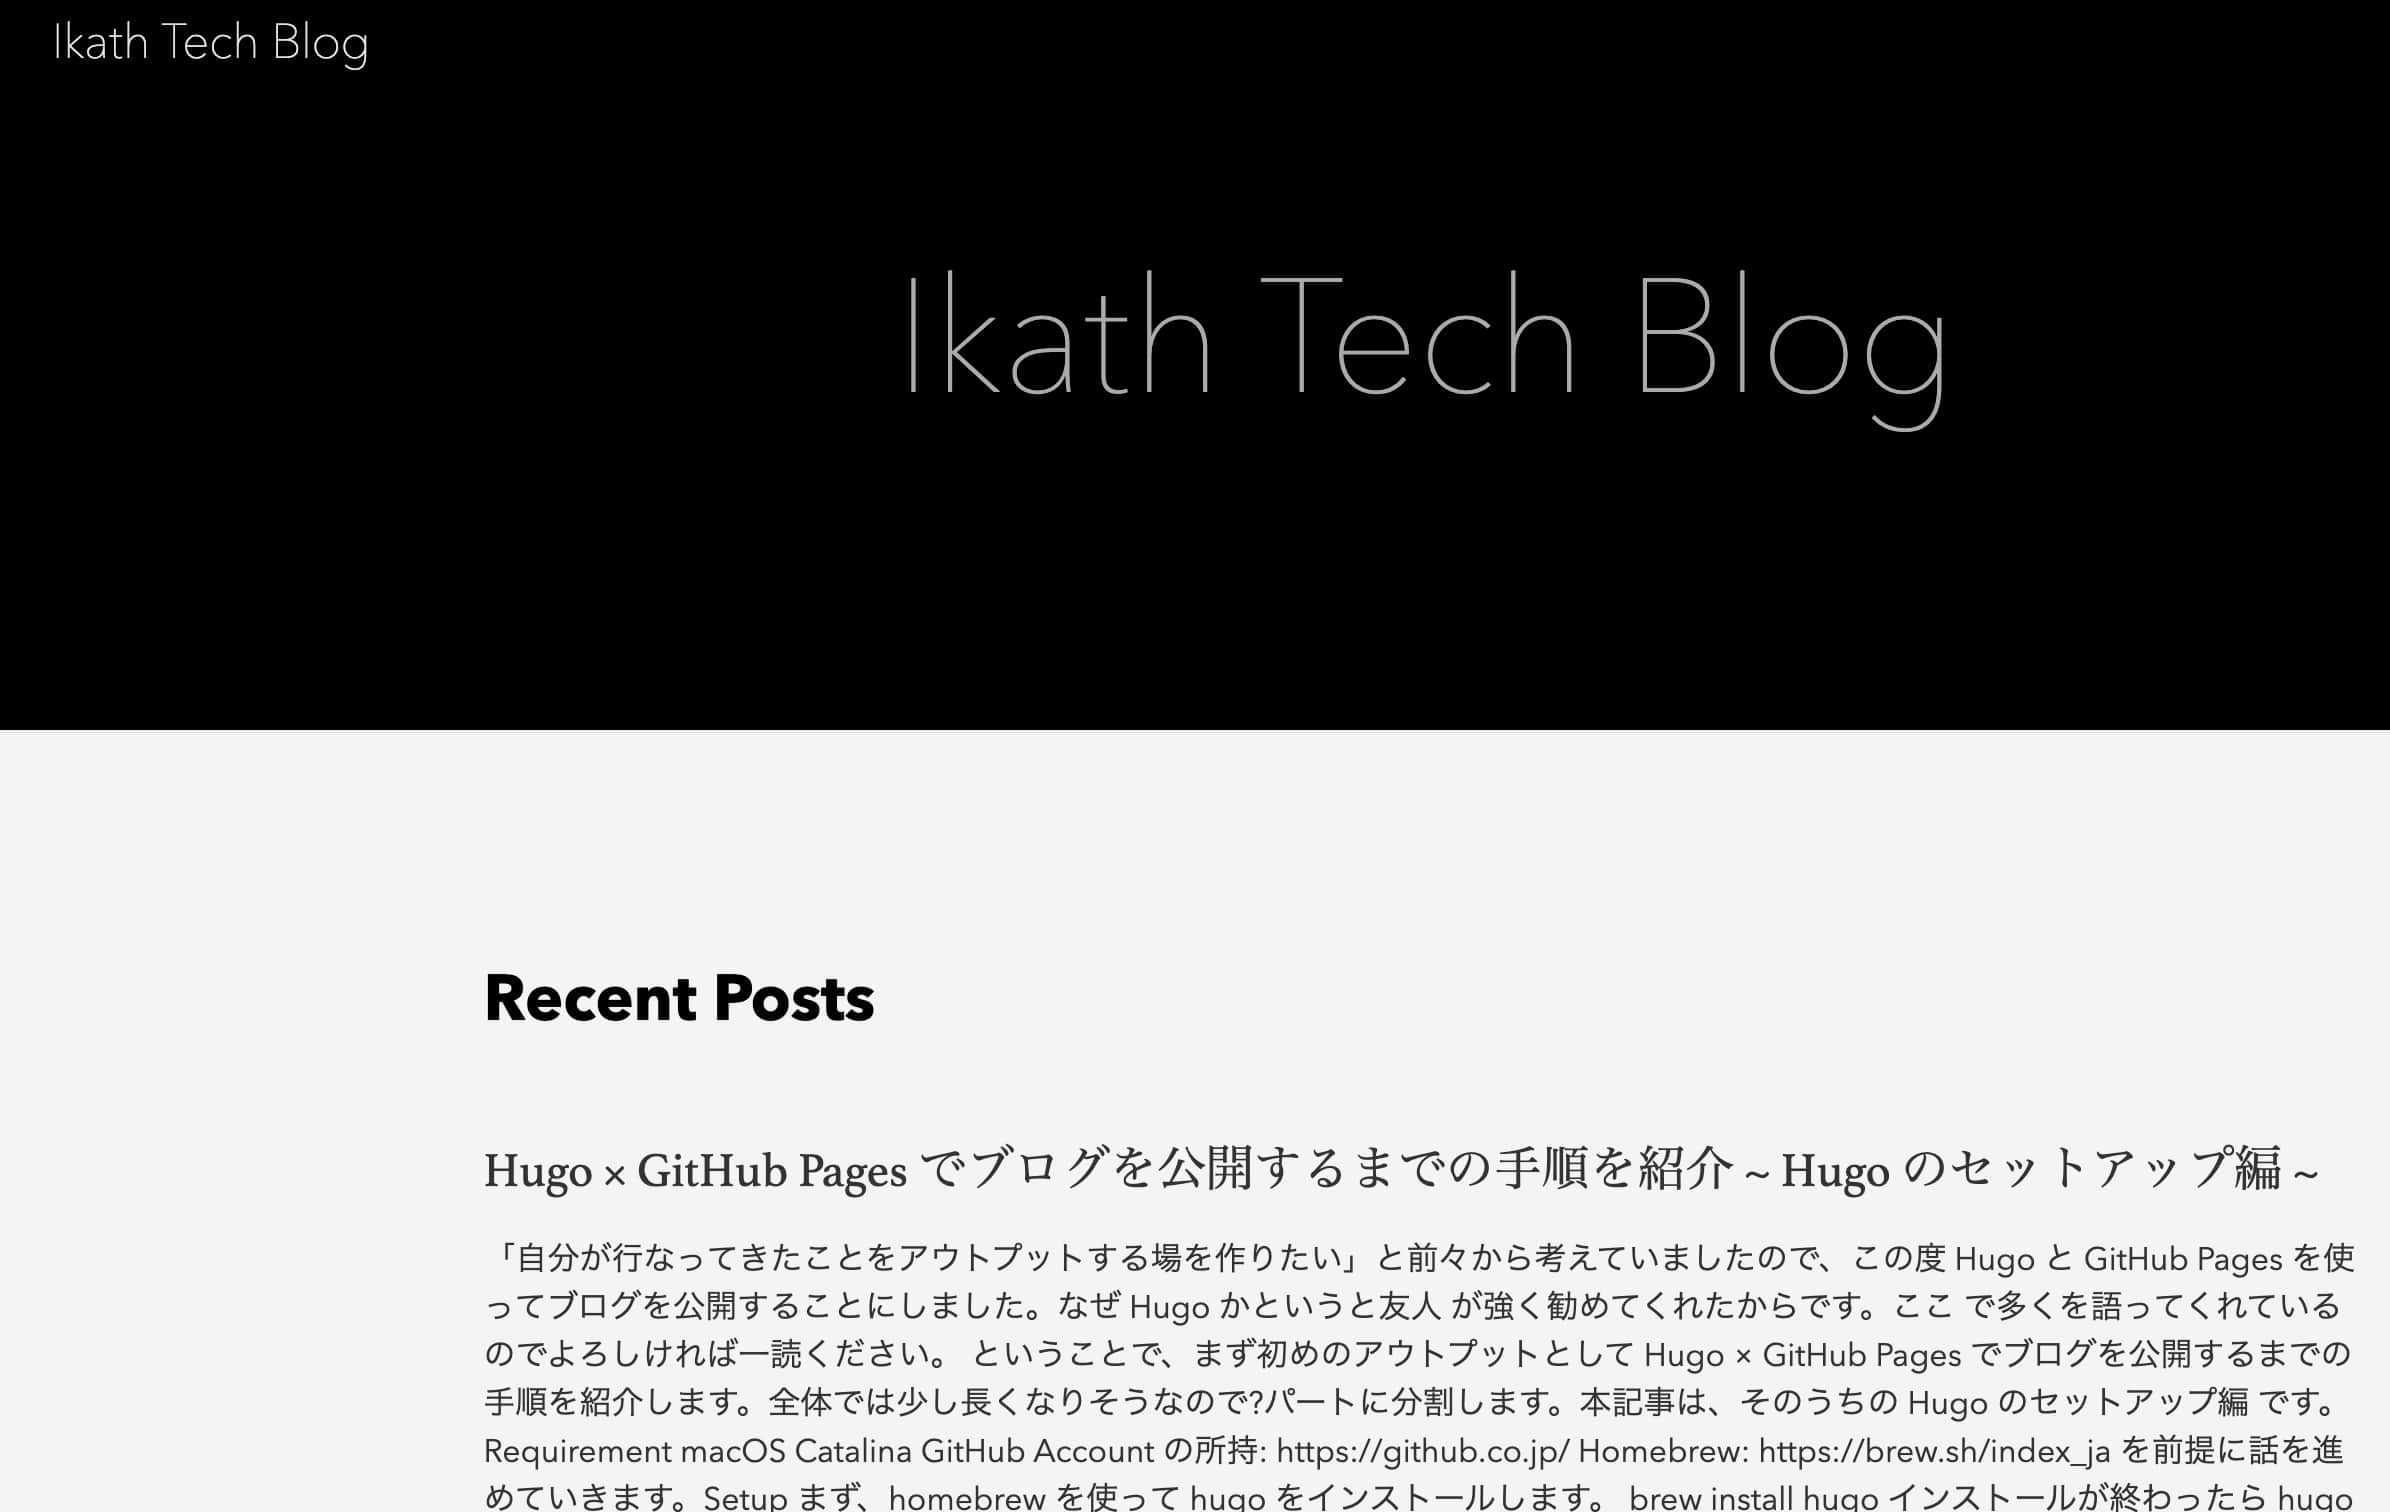 Ikath Tech Blog
Ikath Tech Blog
Recent Posts
Hugo × GitHub Pages でブログを公開するまでの手順を紹介 ~ Hugo のセットアップ編 ~
「自分が行なってきたことをアウトプットする場を作りたい」と前々から考えていましたので、この度 Hugo と GitHub Pages を使
ってブログを公開することにしました。なぜ Hugo かというと友人 が強く勧めてくれたからです。ここ で多くを語ってくれている
のでよろしければ一読ください。 ということで、まず初めのアウトプットとして Hugo × GitHub Pages でブログを公開するまでの
手順を紹介します。全体では少し長くなりそうなので?パートに分割します。本記事は、そのうちの Hugo のセットアップ編 です。
Requirement macOS Catalina GitHub Account の所持: https://github.co.jp/ Homebrew: https://brew.sh/index_ja を前提に話を進
めていきます。Setup まず、homebrew を使って hugo をインストールします。 brew install hugo インストールが終わったら hugo